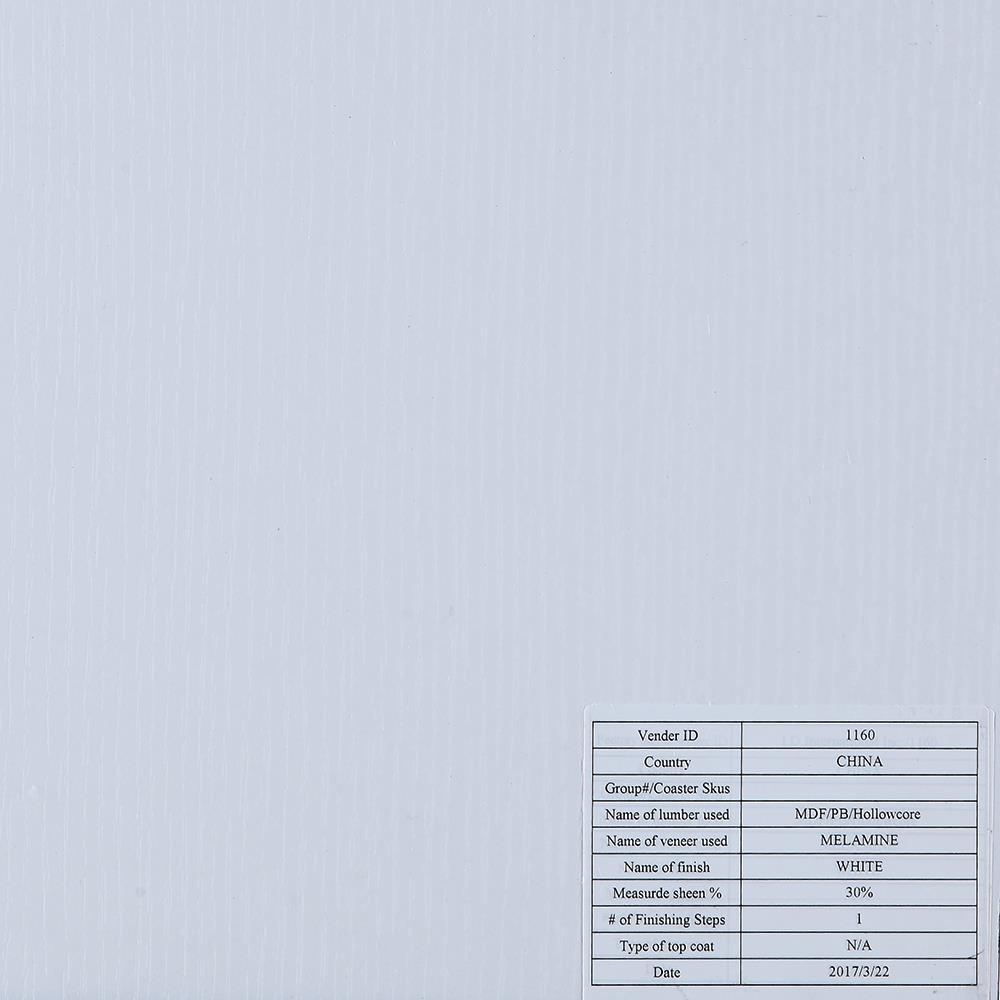 Vender ID 1160
Country CHINA
Group#/Coaster Skus
Name of lumber used MDF/PB/Hollowcore
Name of veneer used MELAMINE
Name of finish WHITE
Measurde sheen % 30%
# of Finishing Steps 1
Type of top coat N/A
Date 2017/3/22